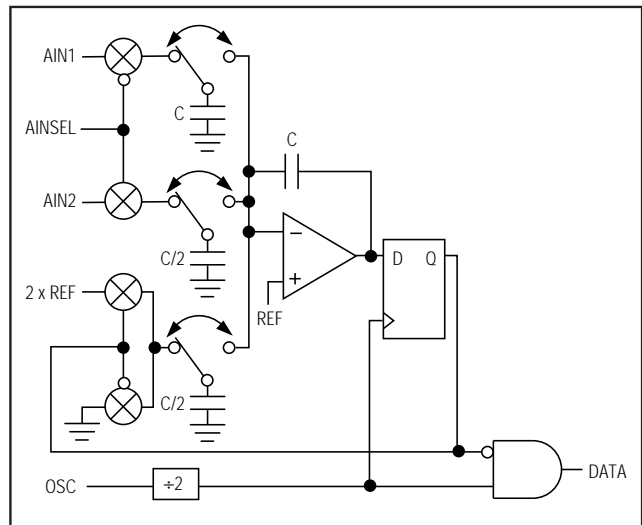 AIN1
C
AINSEL
C
AIN2
C/2
− 
D Q
+
2 x REF
REF
C/2
OSC
÷2
DATA